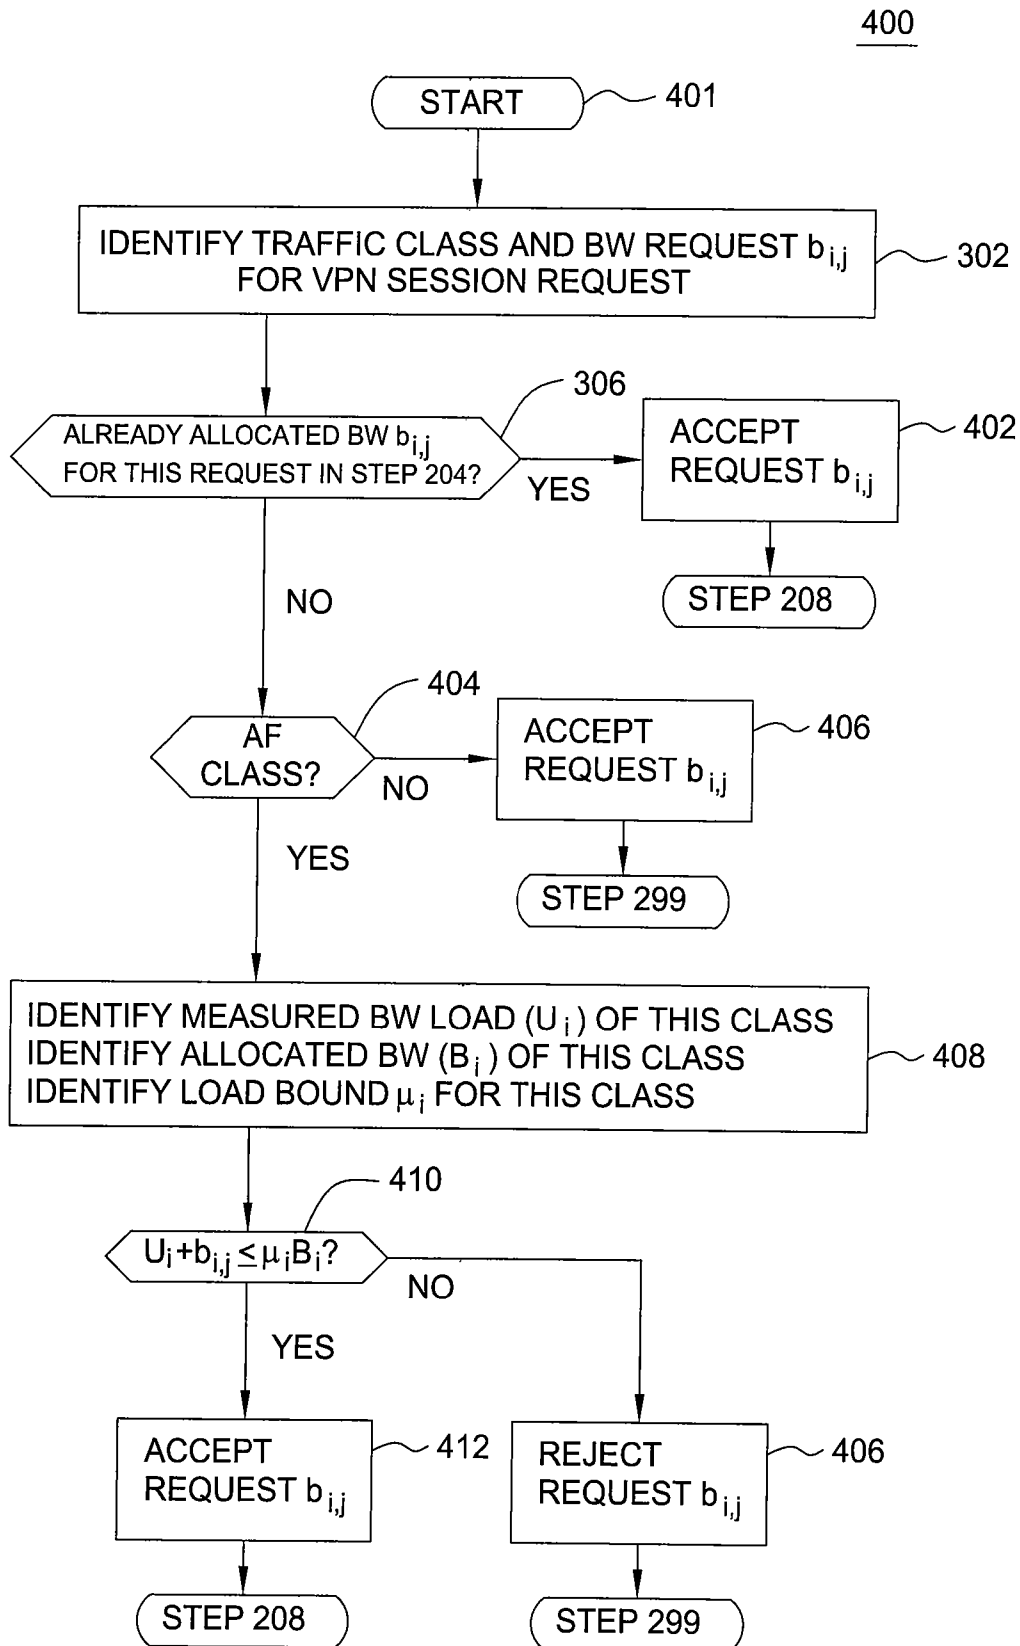 400
START
401
IDENTIFY TRAFFIC CLASS AND BW REQUEST b i,j
FOR VPN SESSION REQUEST
302
306
ALREADY ALLOCATED BW b i,j
FOR THIS REQUEST IN STEP 204?
YES
ACCEPT
REQUEST b i,j
402
STEP 208
NO
404
AF
CLASS?
NO
ACCEPT
REQUEST b i,j
406
YES
STEP 299
IDENTIFY MEASURED BW LOAD (U i) OF THIS CLASS
IDENTIFY ALLOCATED BW (B i) OF THIS CLASS
IDENTIFY LOAD BOUND μ i FOR THIS CLASS
408
410
U i + b i,j ≤ μ i B i?
NO
YES
ACCEPT
REQUEST b i,j
412
REJECT
REQUEST b i,j
406
STEP 208
STEP 299